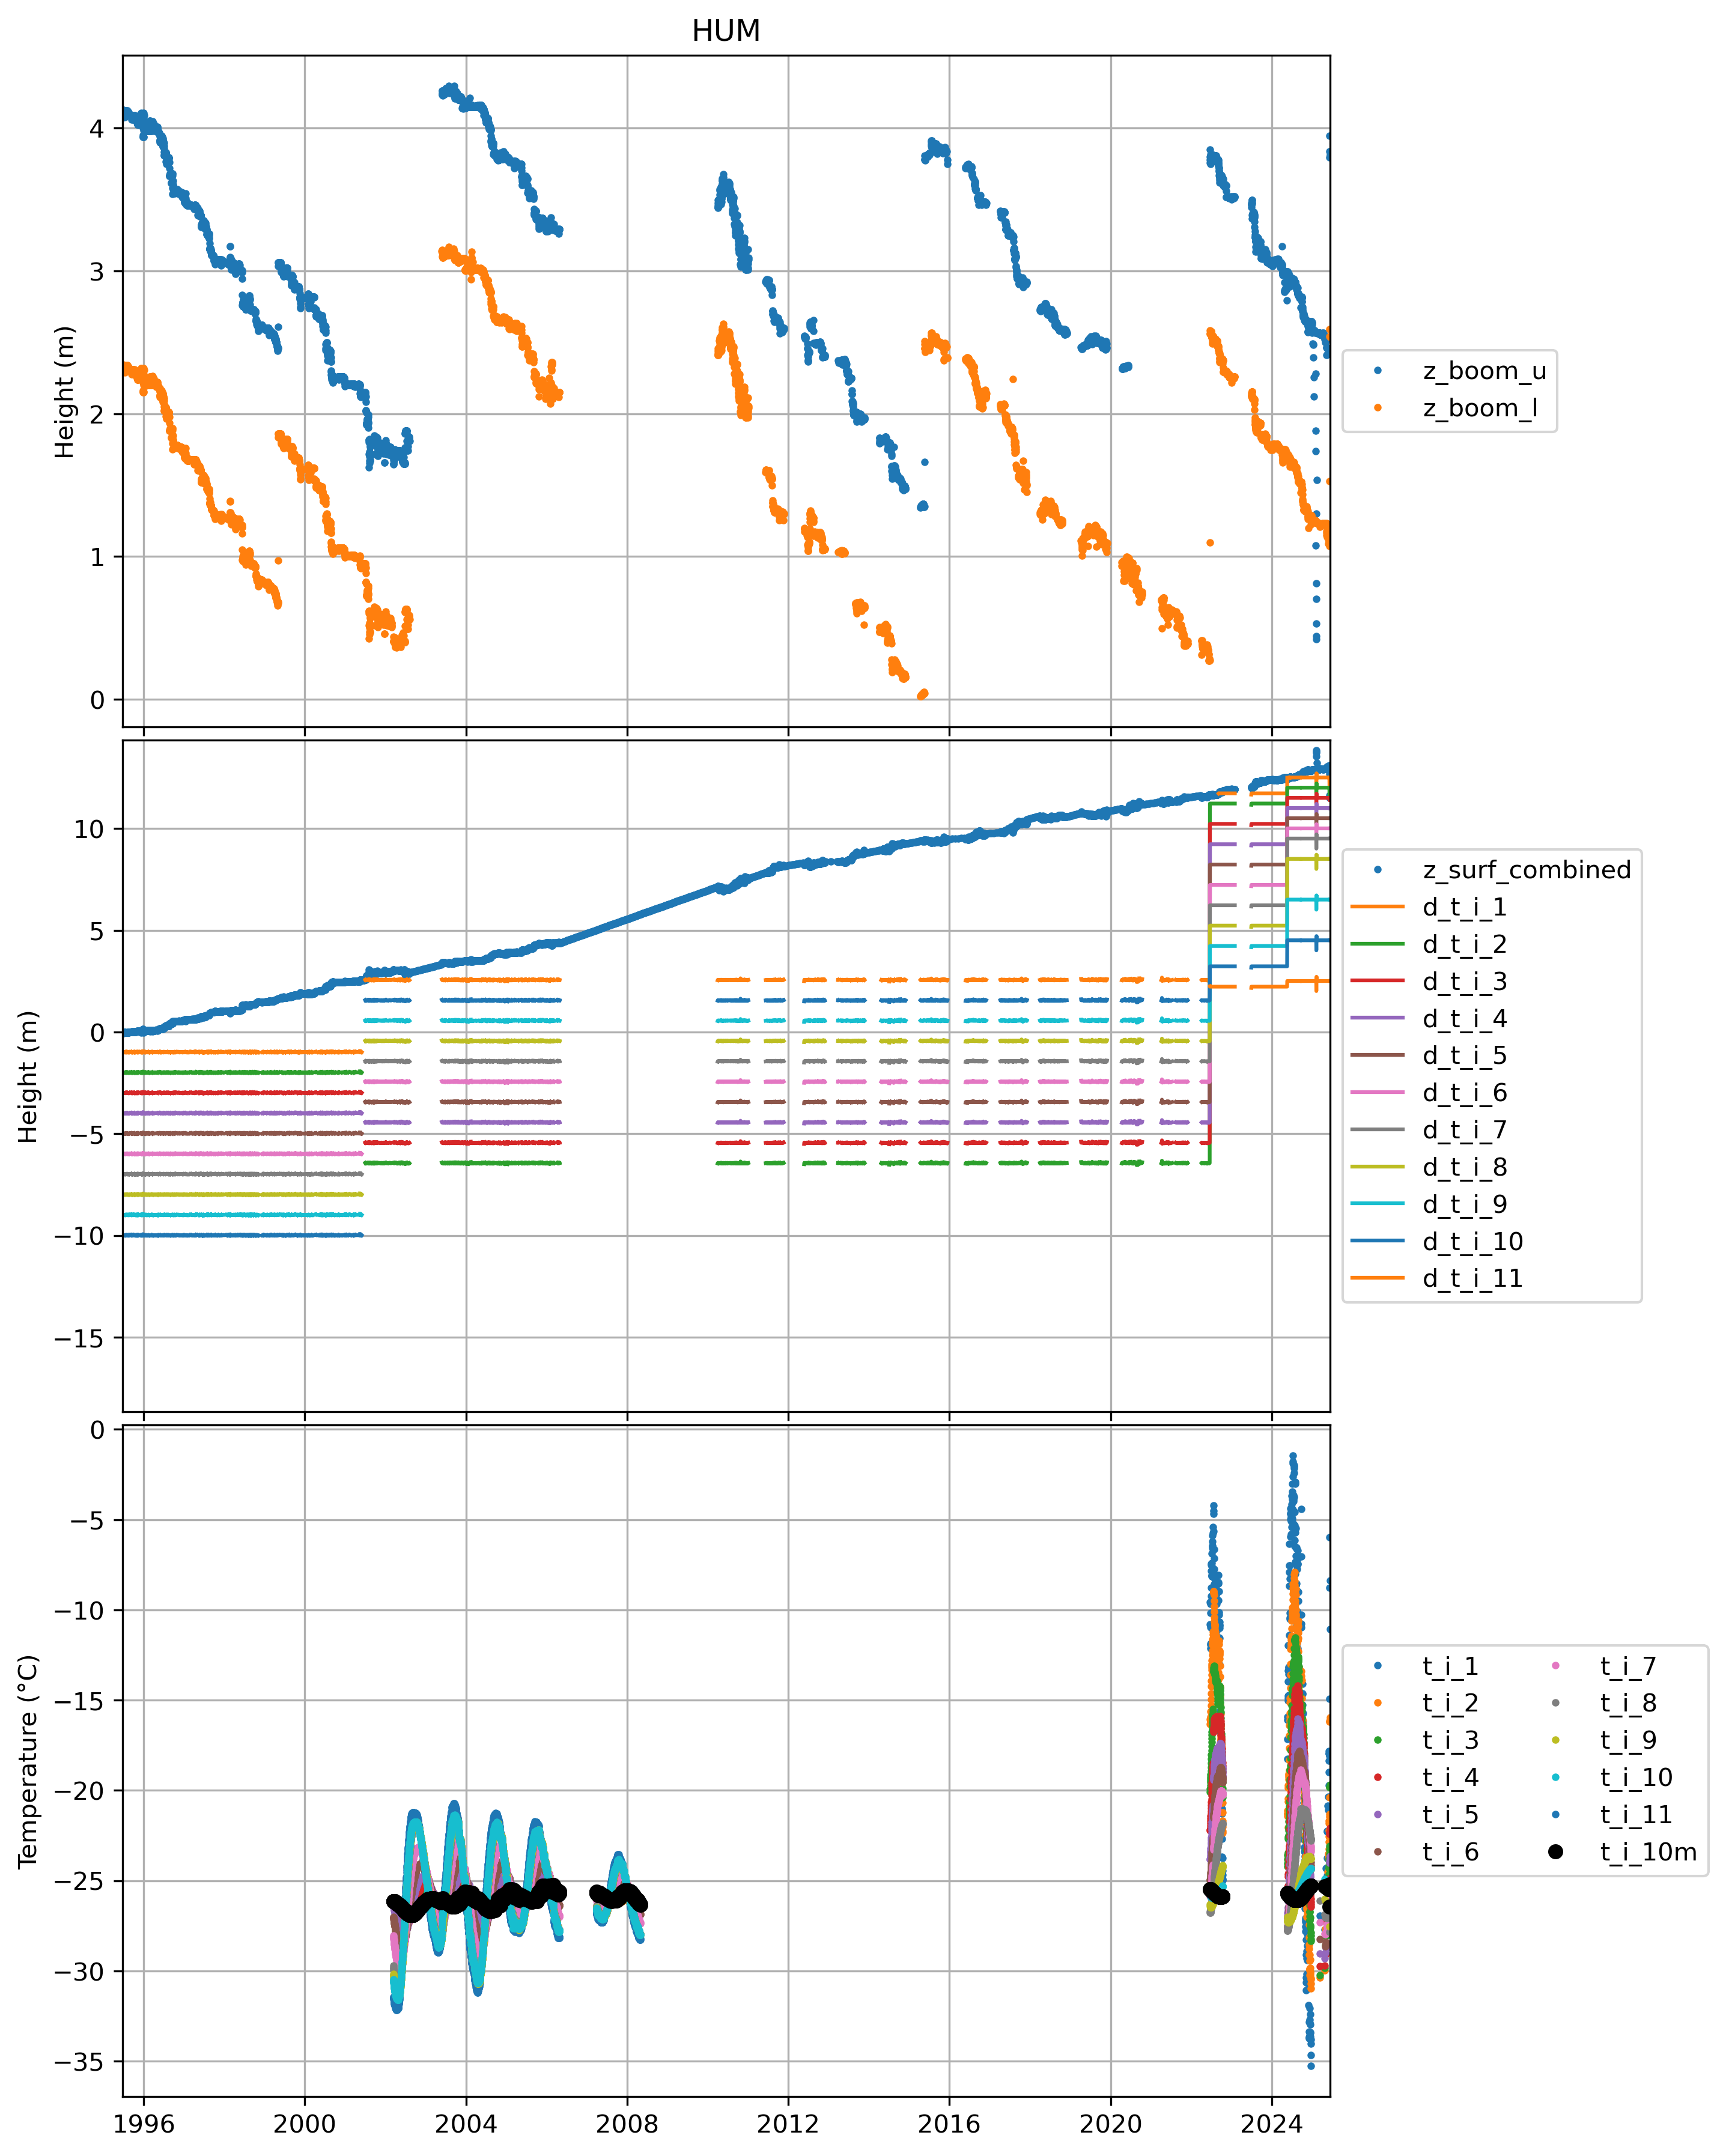 HUM
Height (m)
4
3
2
1
0
z_boom_u
z_boom_l
Height (m)
10
5
0
−5
−10
−15
z_surf_combined
d_t_i_1
d_t_i_2
d_t_i_3
d_t_i_4
d_t_i_5
d_t_i_6
d_t_i_7
d_t_i_8
d_t_i_9
d_t_i_10
d_t_i_11
Temperature (°C)
0
−5
−10
−15
−20
−25
−30
−35
t_i_1 t_i_7
t_i_2 t_i_8
t_i_3 t_i_9
t_i_4 t_i_10
t_i_5 t_i_11
t_i_6 t_i_10m
1996 2000 2004 2008 2012 2016 2020 2024